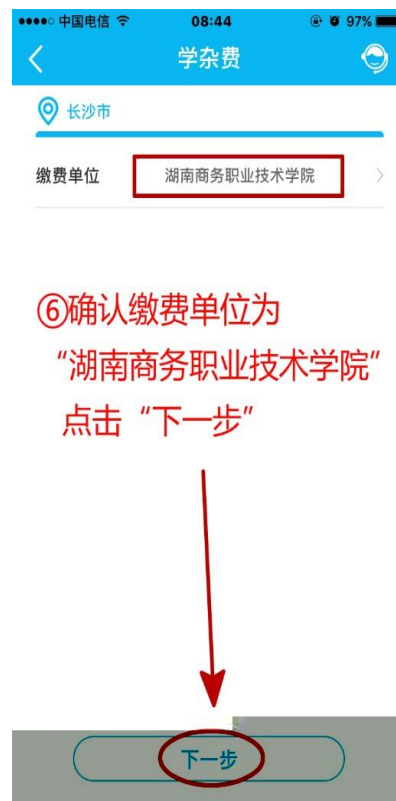 中国电信 08:44 97%
学杂费
长沙市
缴费单位 湖南商务职业技术学院
⑥确认缴费单位为
“湖南商务职业技术学院”
点击“下一步”
下一步